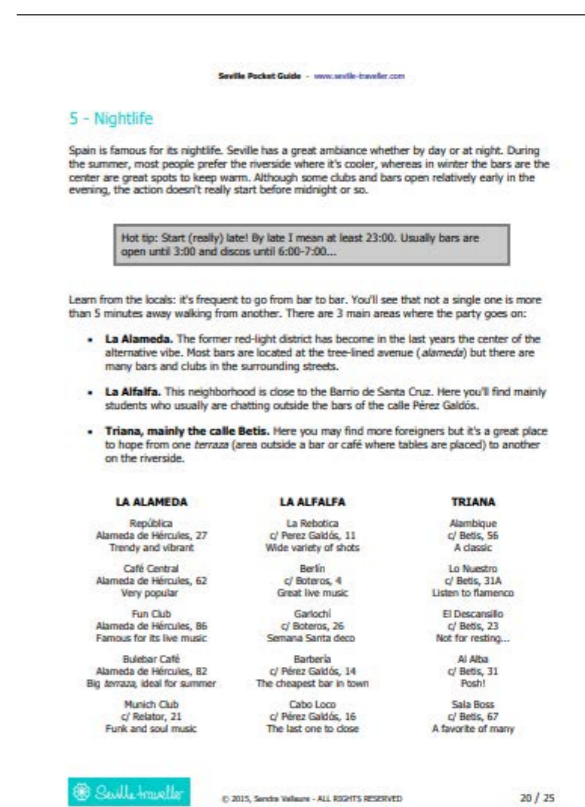 Seville Pocket Guide - www.seville-traveller.com
5 - Nightlife
Spain is famous for its nightlife. Seville has a great ambiance whether by day or at night. During
the summer, most people prefer the riverside where it's cooler, whereas in winter the bars are the
center are great spots to keep warm. Although some clubs and bars open relatively early in the
evening, the action doesn't really start before midnight or so.
Hot tip: Start (really) late! By late I mean at least 23:00. Usually bars are
open until 3:00 and discos until 6:00-7:00...
Learn from the locals: it's frequent to go from bar to bar. You'll see that not a single one is more
than 5 minutes away walking from another. There are 3 main areas where the party goes on:
• La Alameda. The former red-light district has become in the last years the center of the
alternative vibe. Most bars are located at the tree-lined avenue (alameda) but there are
many bars and clubs in the surrounding streets.
• La Alfalfa. This neighborhood is close to the Barrio de Santa Cruz. Here you'll find mainly
students who usually are chatting outside the bars of the calle Pérez Galdós.
• Triana, mainly the calle Betis. Here you may find more foreigners but it's a great place
to hope from one terraza (area outside a bar or café where tables are placed) to another
on the riverside.
LA ALAMEDA
República
Alameda de Hércules, 27
Trendy and vibrant
Café Central
Alameda de Hércules, 62
Very popular
Fun Club
Alameda de Hércules, 86
Famous for its live music
Bulebar Café
Alameda de Hércules, 82
Big terraza, ideal for summer
Munich Club
c/ Relator, 21
Funk and soul music
LA ALFALFA
La Rebotica
c/ Perez Galdós, 11
Wide variety of shots
Berlín
c/ Boteros, 4
Great live music
Garlochí
c/ Boteros, 26
Semana Santa deco
Barbería
c/ Pérez Galdós, 14
The cheapest bar in town
Cabo Loco
c/ Pérez Galdós, 16
The last one to close
TRIANA
Alambique
c/ Betis, 56
A classic
Lo Nuestro
c/ Betis, 31A
Listen to flamenco
El Descansillo
c/ Betis, 23
Not for resting...
Al Alba
c/ Betis, 31
Posh!
Sala Boss
c/ Betis, 67
A favorite of many
Seville traveller
© 2015, Sandra Vallaure - ALL RIGHTS RESERVED
20 / 25